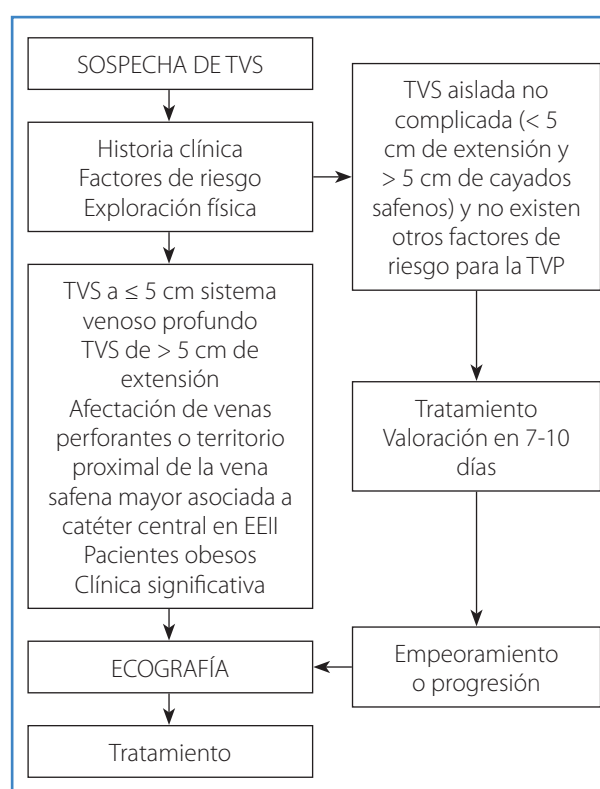 SOSPECHA DE TVS
Historia clínica
Factores de riesgo
Exploración física
TVS aislada no
complicada (< 5
cm de extensión y
> 5 cm de cayados
safenos) y no existen
otros factores de
riesgo para la TVP
TVS a ≤ 5 cm sistema
venoso profundo
TVS de > 5 cm de
extensión
Afectación de venas
perforantes o territorio
proximal de la vena
safena mayor asociada a
catéter central en EEII
Pacientes obesos
Clínica significativa
Tratamiento
Valoración en 7-10
días
Empeoramiento
o progresión
ECOGRAFÍA
Tratamiento